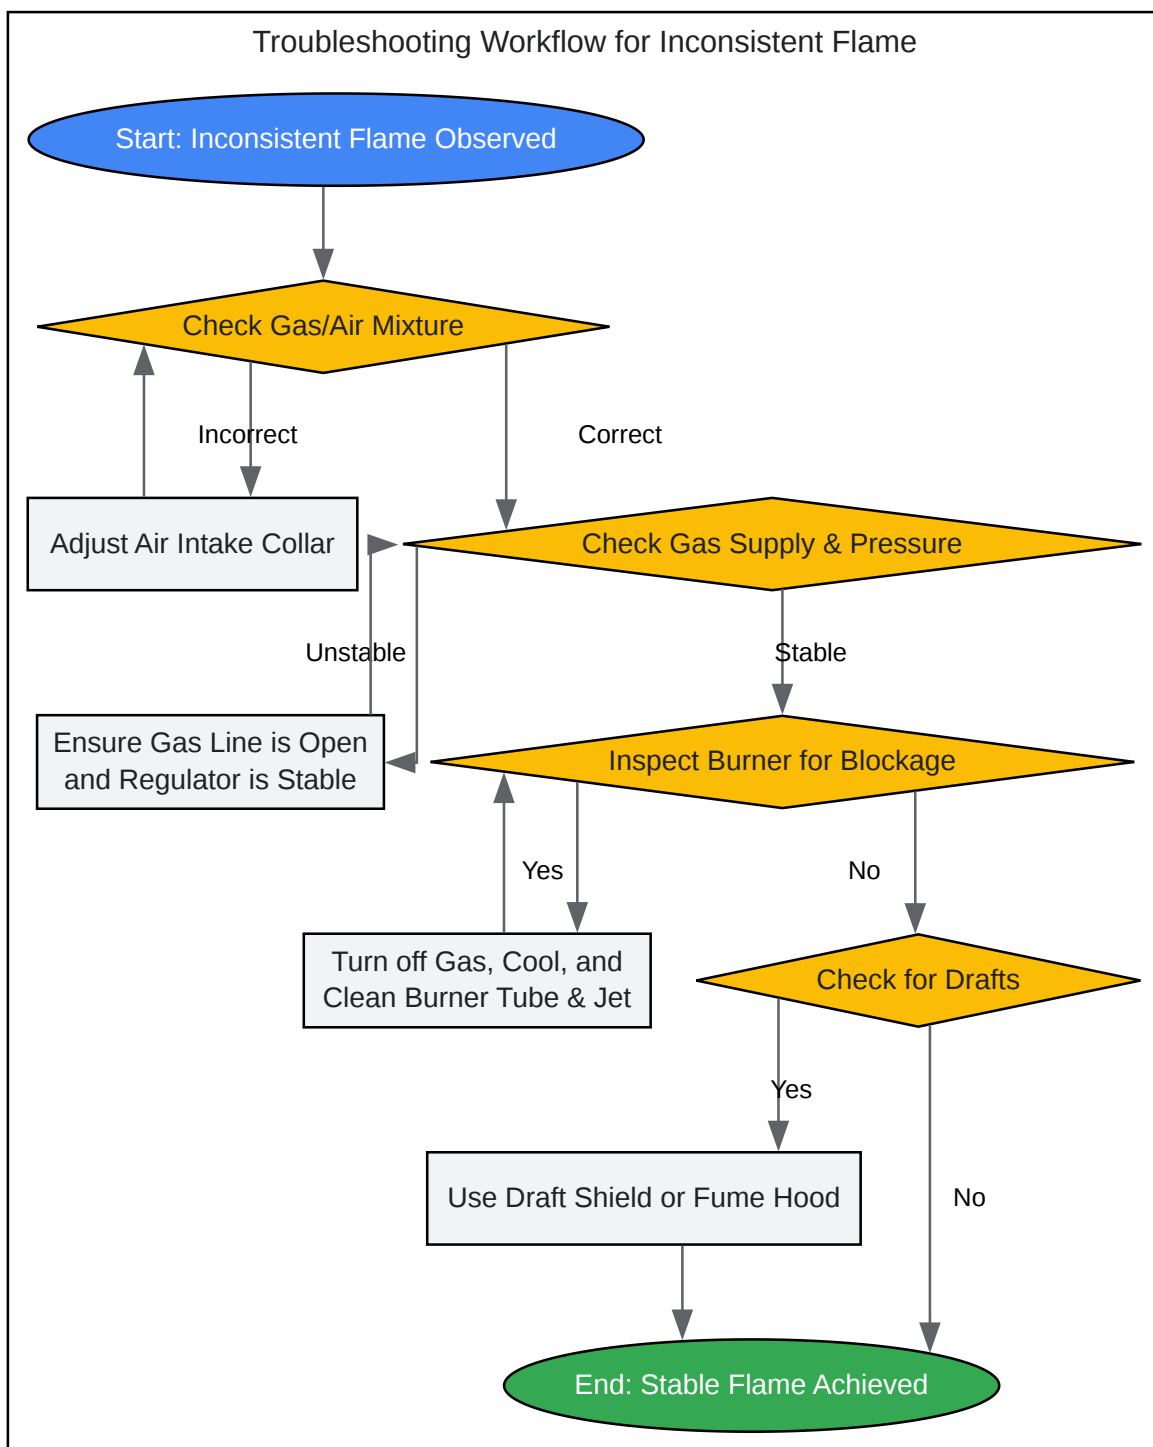 Troubleshooting Workflow for Inconsistent Flame
Start: Inconsistent Flame Observed
Check Gas/Air Mixture
Incorrect
Correct
Adjust Air Intake Collar
Check Gas Supply & Pressure
Unstable
Stable
Ensure Gas Line is Open
and Regulator is Stable
Inspect Burner for Blockage
Yes
No
Turn off Gas, Cool, and
Clean Burner Tube & Jet
Check for Drafts
Yes
Use Draft Shield or Fume Hood
No
End: Stable Flame Achieved